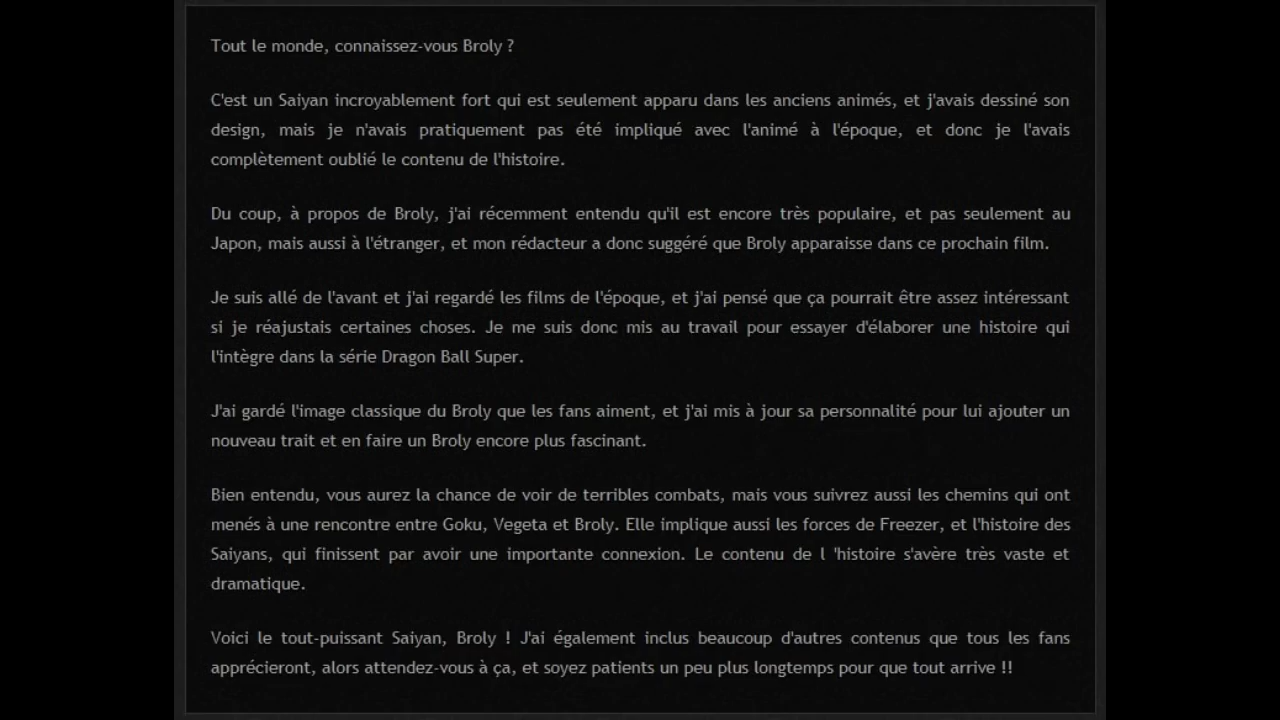 Tout le monde, connaissez-vous Broly ?
C'est un Saiyan incroyablement fort qui est seulement apparu dans les anciens animés, et j'avais dessiné son
design, mais je n'avais pratiquement pas été impliqué avec l'animé à l'époque, et donc je l'avais
complètement oublié le contenu de l'histoire.
Du coup, à propos de Broly, j'ai récemment entendu qu'il est encore très populaire, et pas seulement au
Japon, mais aussi à l'étranger, et mon rédacteur a donc suggéré que Broly apparaisse dans ce prochain film.
Je suis allé de l'avant et j'ai regardé les films de l'époque, et j'ai pensé que ça pourrait être assez intéressant
si je réajustais certaines choses. Je me suis donc mis au travail pour essayer d'élaborer une histoire qui
l'intègre dans la série Dragon Ball Super.
J'ai gardé l'image classique du Broly que les fans aiment, et j'ai mis à jour sa personnalité pour lui ajouter un
nouveau trait et en faire un Broly encore plus fascinant.
Bien entendu, vous aurez la chance de voir de terribles combats, mais vous suivrez aussi les chemins qui ont
menés à une rencontre entre Goku, Vegeta et Broly. Elle implique aussi les forces de Freezer, et l'histoire des
Saiyans, qui finissent par avoir une importante connexion. Le contenu de l 'histoire s'avère très vaste et
dramatique.
Voici le tout-puissant Saiyan, Broly ! J'ai également inclus beaucoup d'autres contenus que tous les fans
apprécieront, alors attendez-vous à ça, et soyez patients un peu plus longtemps pour que tout arrive !!